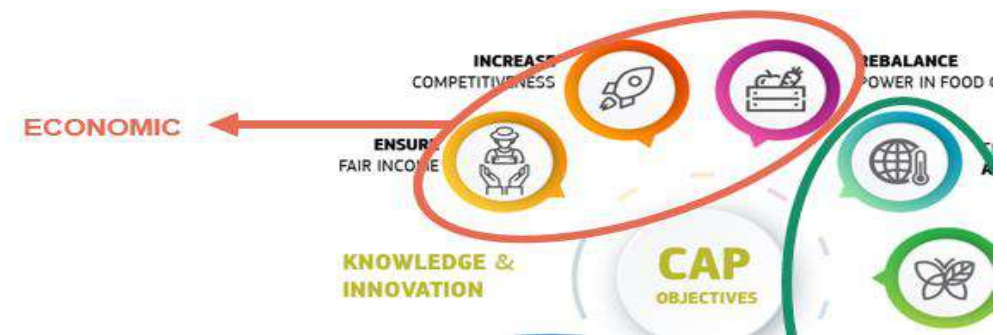 INCREASE
COMPETITIVENESS
REBALANCE
POWER IN FOOD
ECONOMIC
ENSURE
FAIR INCOME
KNOWLEDGE &
INNOVATION
CAP
OBJECTIVES